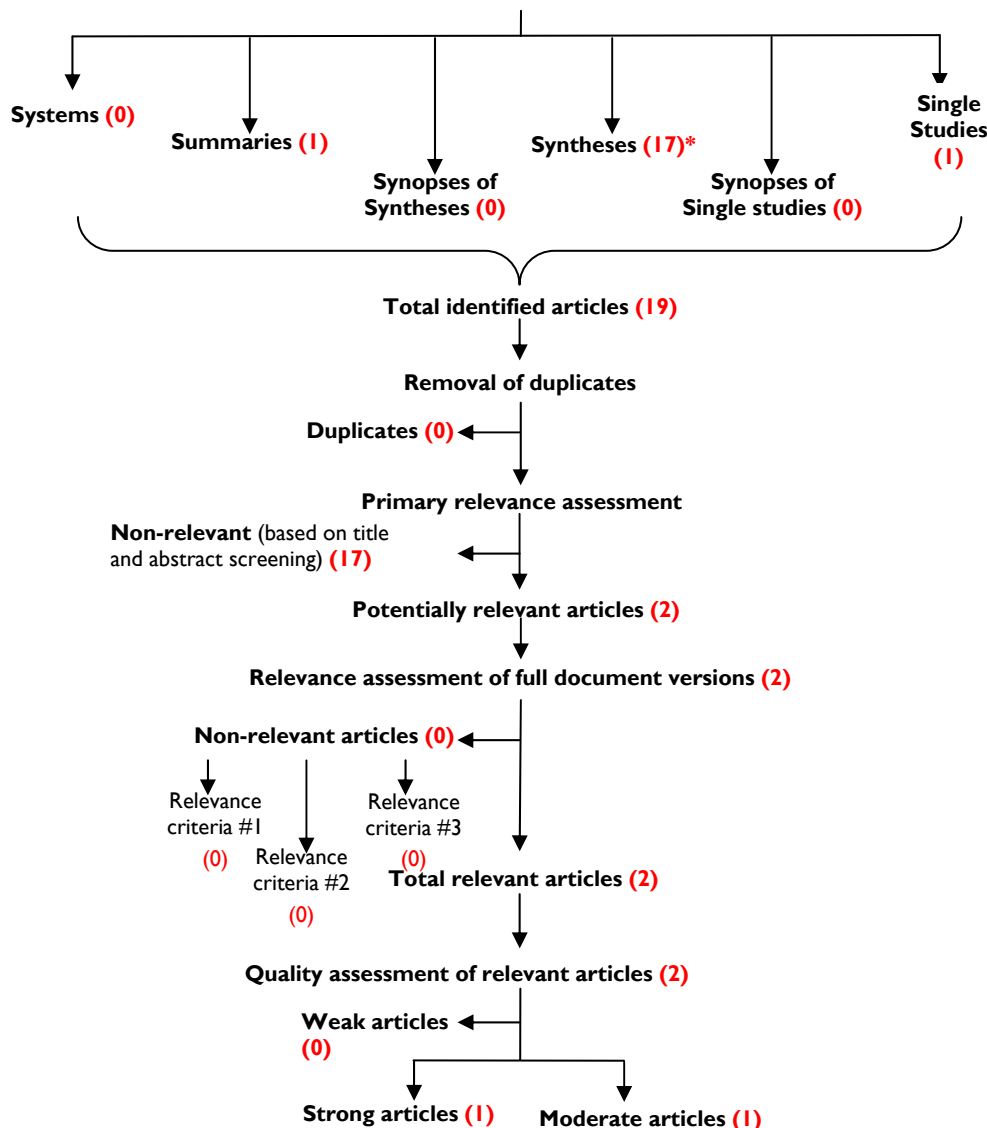 Systems (0)
Summaries (1)
Synopses of
Syntheses (0)
Syntheses (17)*
Synopses of
Single studies (0)
Single
Studies
(1)
Total identified articles (19)
Removal of duplicates
Duplicates (0)
Primary relevance assessment
Non-relevant (based on title
and abstract screening) (17)
Potentially relevant articles (2)
Relevance assessment of full document versions (2)
Non-relevant articles (0)
Relevance
criteria #1
(0)
Relevance
criteria #2
(0)
Relevance
criteria #3
(0)
Total relevant articles (2)
Quality assessment of relevant articles (2)
Weak articles
(0)
Strong articles (1)
Moderate articles (1)